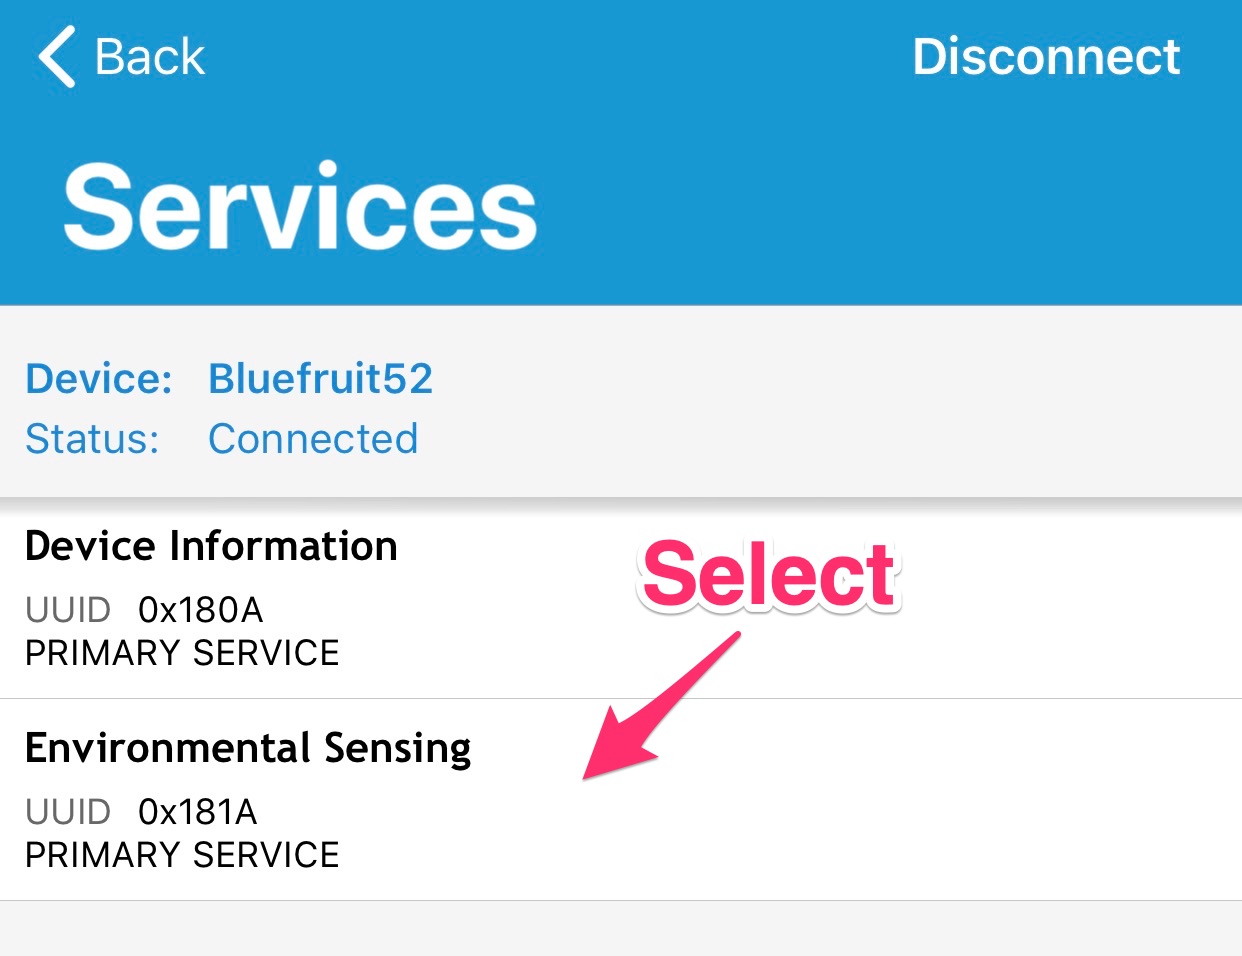 Back
Disconnect
Services
Device: Bluefruit52
Status: Connected
Device Information
Select
UUID 0x180A
PRIMARY SERVICE
Environmental Sensing
UUID 0x181A
PRIMARY SERVICE